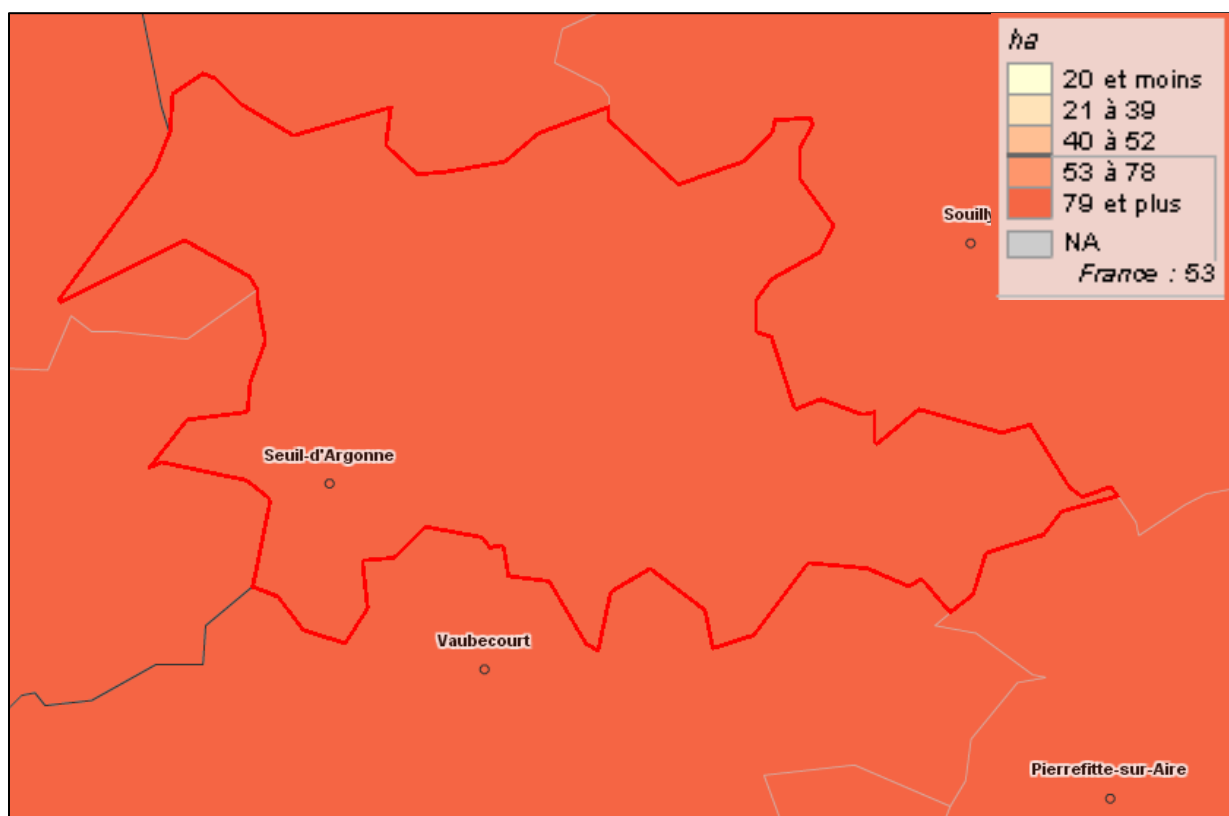 ha
20 et moins
21 à 39
40 à 52
53 à 78
79 et plus
NA
France : 53
Souilly
Seuil-d'Argonne
Vaubecourt
Pierrefitte-sur-Aire